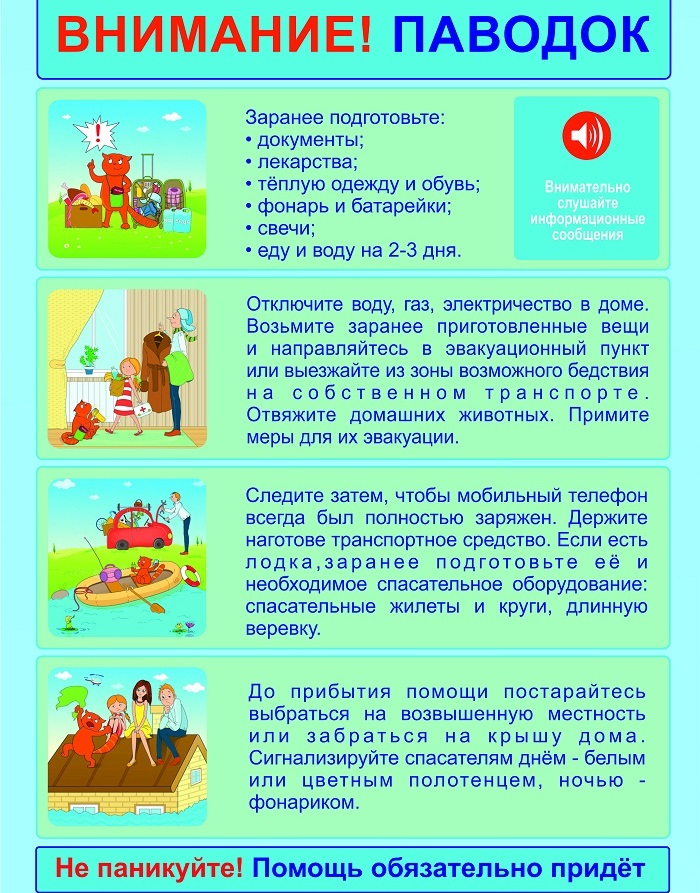 ВНИМАНИЕ! ПАВОДОК
Заранее подготовьте:
• документы;
• лекарства;
• тёплую одежду и обувь;
• фонарь и батарейки;
• свечи;
• еду и воду на 2-3 дня.
Внимательно
слушайте
информационные
сообщения
Отключите воду, газ, электричество в доме.
Возьмите заранее приготовленные вещи
и направляйтесь в эвакуационный пункт
или выезжайте из зоны возможного бедствия
на собственном транспорте.
Отвяжите домашних животных. Примите
меры для их эвакуации.
Следите затем, чтобы мобильный телефон
всегда был полностью заряжен. Держите
наготове транспортное средство. Если есть
лодка,заранее подготовьте её и
необходимое спасательное оборудование:
спасательные жилеты и круги, длинную
веревку.
До прибытия помощи постарайтесь
выбраться на возвышенную местность
или забраться на крышу дома.
Сигнализируйте спасателям днём - белым
или цветным полотенцем, ночью -
фонариком.
Не паникуйте! Помощь обязательно придёт